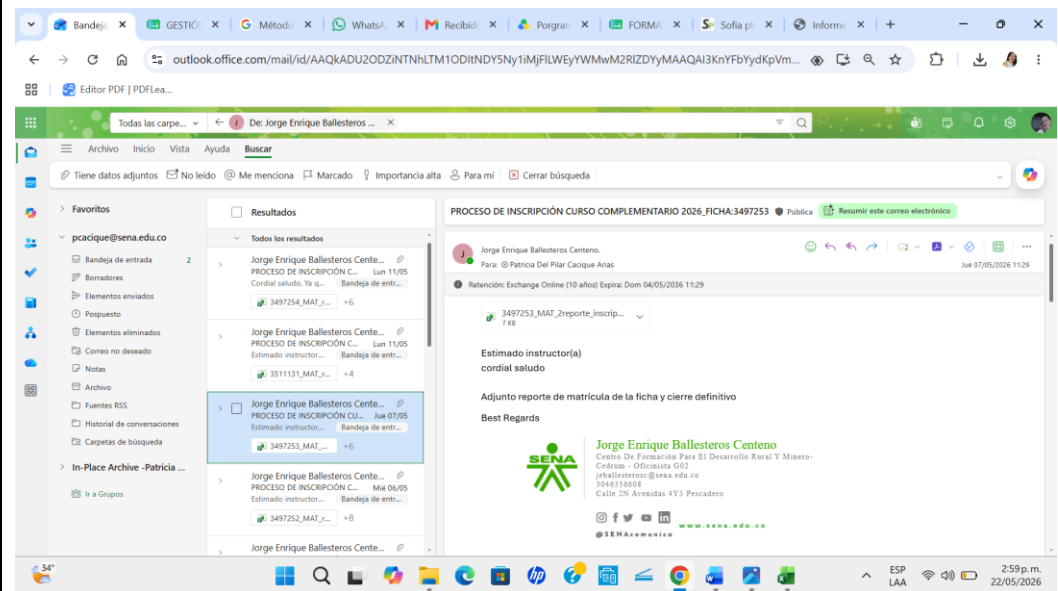 Bandeja
GESTIÓN
Método
WhatsA
Recibido
Porgram
FORMA
Sofia pl
Informe
outlook.office.com/mail/id/AAQkADU2ODZiNTNhLTM1ODItNDY5Ny1iMjFlLWEyYWMwM2RlZDYyMAAQAI3KnYFbYydKpVm...
Editor PDF | PDFLea...
Todas las carpe...
De: Jorge Enrique Ballesteros ...
Archivo Inicio Vista Ayuda Buscar
Tiene datos adjuntos No leído Me menciona Marcado Importancia alta Para mí Cerrar búsqueda
Favoritos
pcacique@sena.edu.co
Bandeja de entrada 2
Borradores
Elementos enviados
Pospuesto
Elementos eliminados
Correo no deseado
Notas
Archivo
Fuentes RSS
Historial de conversaciones
Carpetas de búsqueda
In-Place Archive -Patricia ...
Ir a Grupos
Resultados
Todos los resultados
Jorge Enrique Ballesteros Cente...
PROCESO DE INSCRIPCIÓN C... Lun 11/05
Cordial saludo. Ya q... Bandeja de entr...
3497254_MAT_r... +6
Jorge Enrique Ballesteros Cente...
PROCESO DE INSCRIPCIÓN C... Lun 11/05
Estimado instructor... Bandeja de entr...
3511131_MAT_r... +4
Jorge Enrique Ballesteros Cente...
PROCESO DE INSCRIPCIÓN CU... Jue 07/05
Estimado instructor... Bandeja de entr...
3497253_MAT_... +6
Jorge Enrique Ballesteros Cente...
PROCESO DE INSCRIPCIÓN C... Mié 06/05
Estimado instructor... Bandeja de entr...
3497252_MAT_r... +8
Jorge Enrique Ballesteros Cente...
PROCESO DE INSCRIPCIÓN CURSO COMPLEMENTARIO 2026_FICHA:3497253 Pública Resumir este correo electrónico
J
Jorge Enrique Ballesteros Centeno.
Para: Patricia Del Pilar Cacique Arias
Jue 07/05/2026 11:29
Retención: Exchange Online (10 años) Expira: Dom 04/05/2036 11:29
3497253_MAT_2reporte_inscrip...
7 KB
Estimado instructor(a)
cordial saludo
Adjunto reporte de matrícula de la ficha y cierre definitivo
Best Regards
SENA
Jorge Enrique Ballesteros Centeno
Centro De Formación Para El Desarrollo Rural Y Minero-
Cedrum - Oficinista G02
jeballesterosc@sena.edu.co
3046336608
Calle 2N Avenidas 4Y5 Pescadero
www.sena.edu.co
@SENAcomunica
34°
ESP
LAA
2:59 p. m.
22/05/2026